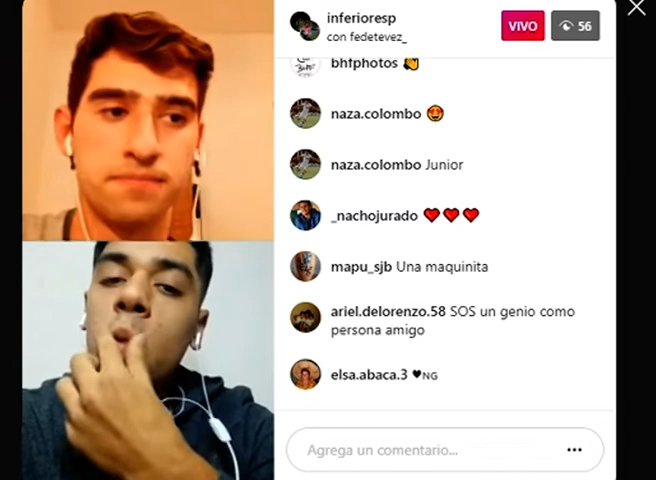 inferioresp
con fedetevez_
VIVO
56
bhfphotos
naza.colombo
naza.colombo Junior
_nachojurado
mapu_sjb Una maquinita
ariel.delorenzo.58 SOS un genio como
persona amigo
elsa.abaca.3 ♥NG
Agrega un comentario...